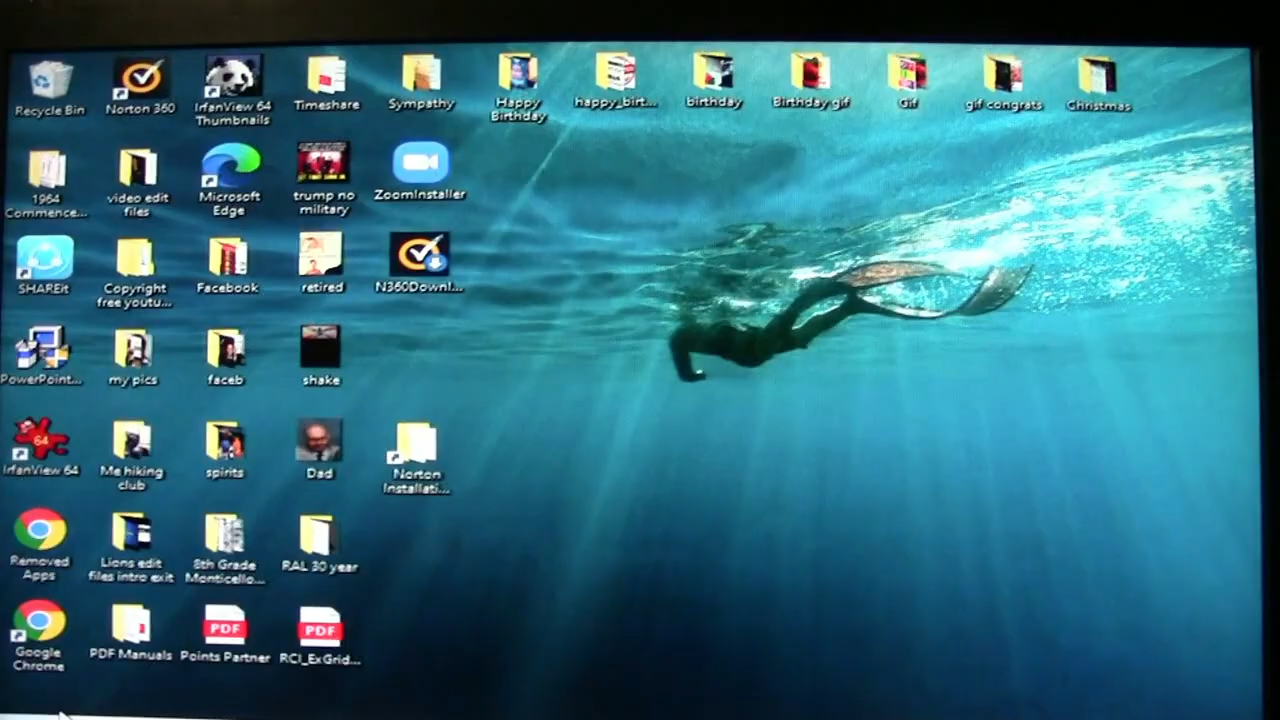 Recycle Bin
Norton 360
IrfanView 64
Thumbnails
Timeshare
Sympathy
Happy
Birthday
happy_birt...
birthday
Birthday gif
Gif
gif congrats
Christmas
1964
Commence...
video edit
files
Microsoft
Edge
trump no
military
ZoomInstaller
SHAREit
Copyright
free youtu...
Facebook
retired
N360Downl...
PowerPoint...
my pics
faceb
shake
64
IrfanView 64
Me hiking
club
spirits
Dad
Norton
Installati...
Removed
Apps
Lions edit
files intro exit
8th Grade
Monticello...
RAL 30 year
Google
Chrome
PDF Manuals
PDF
Points Partner
PDF
RCI_ExGrid...